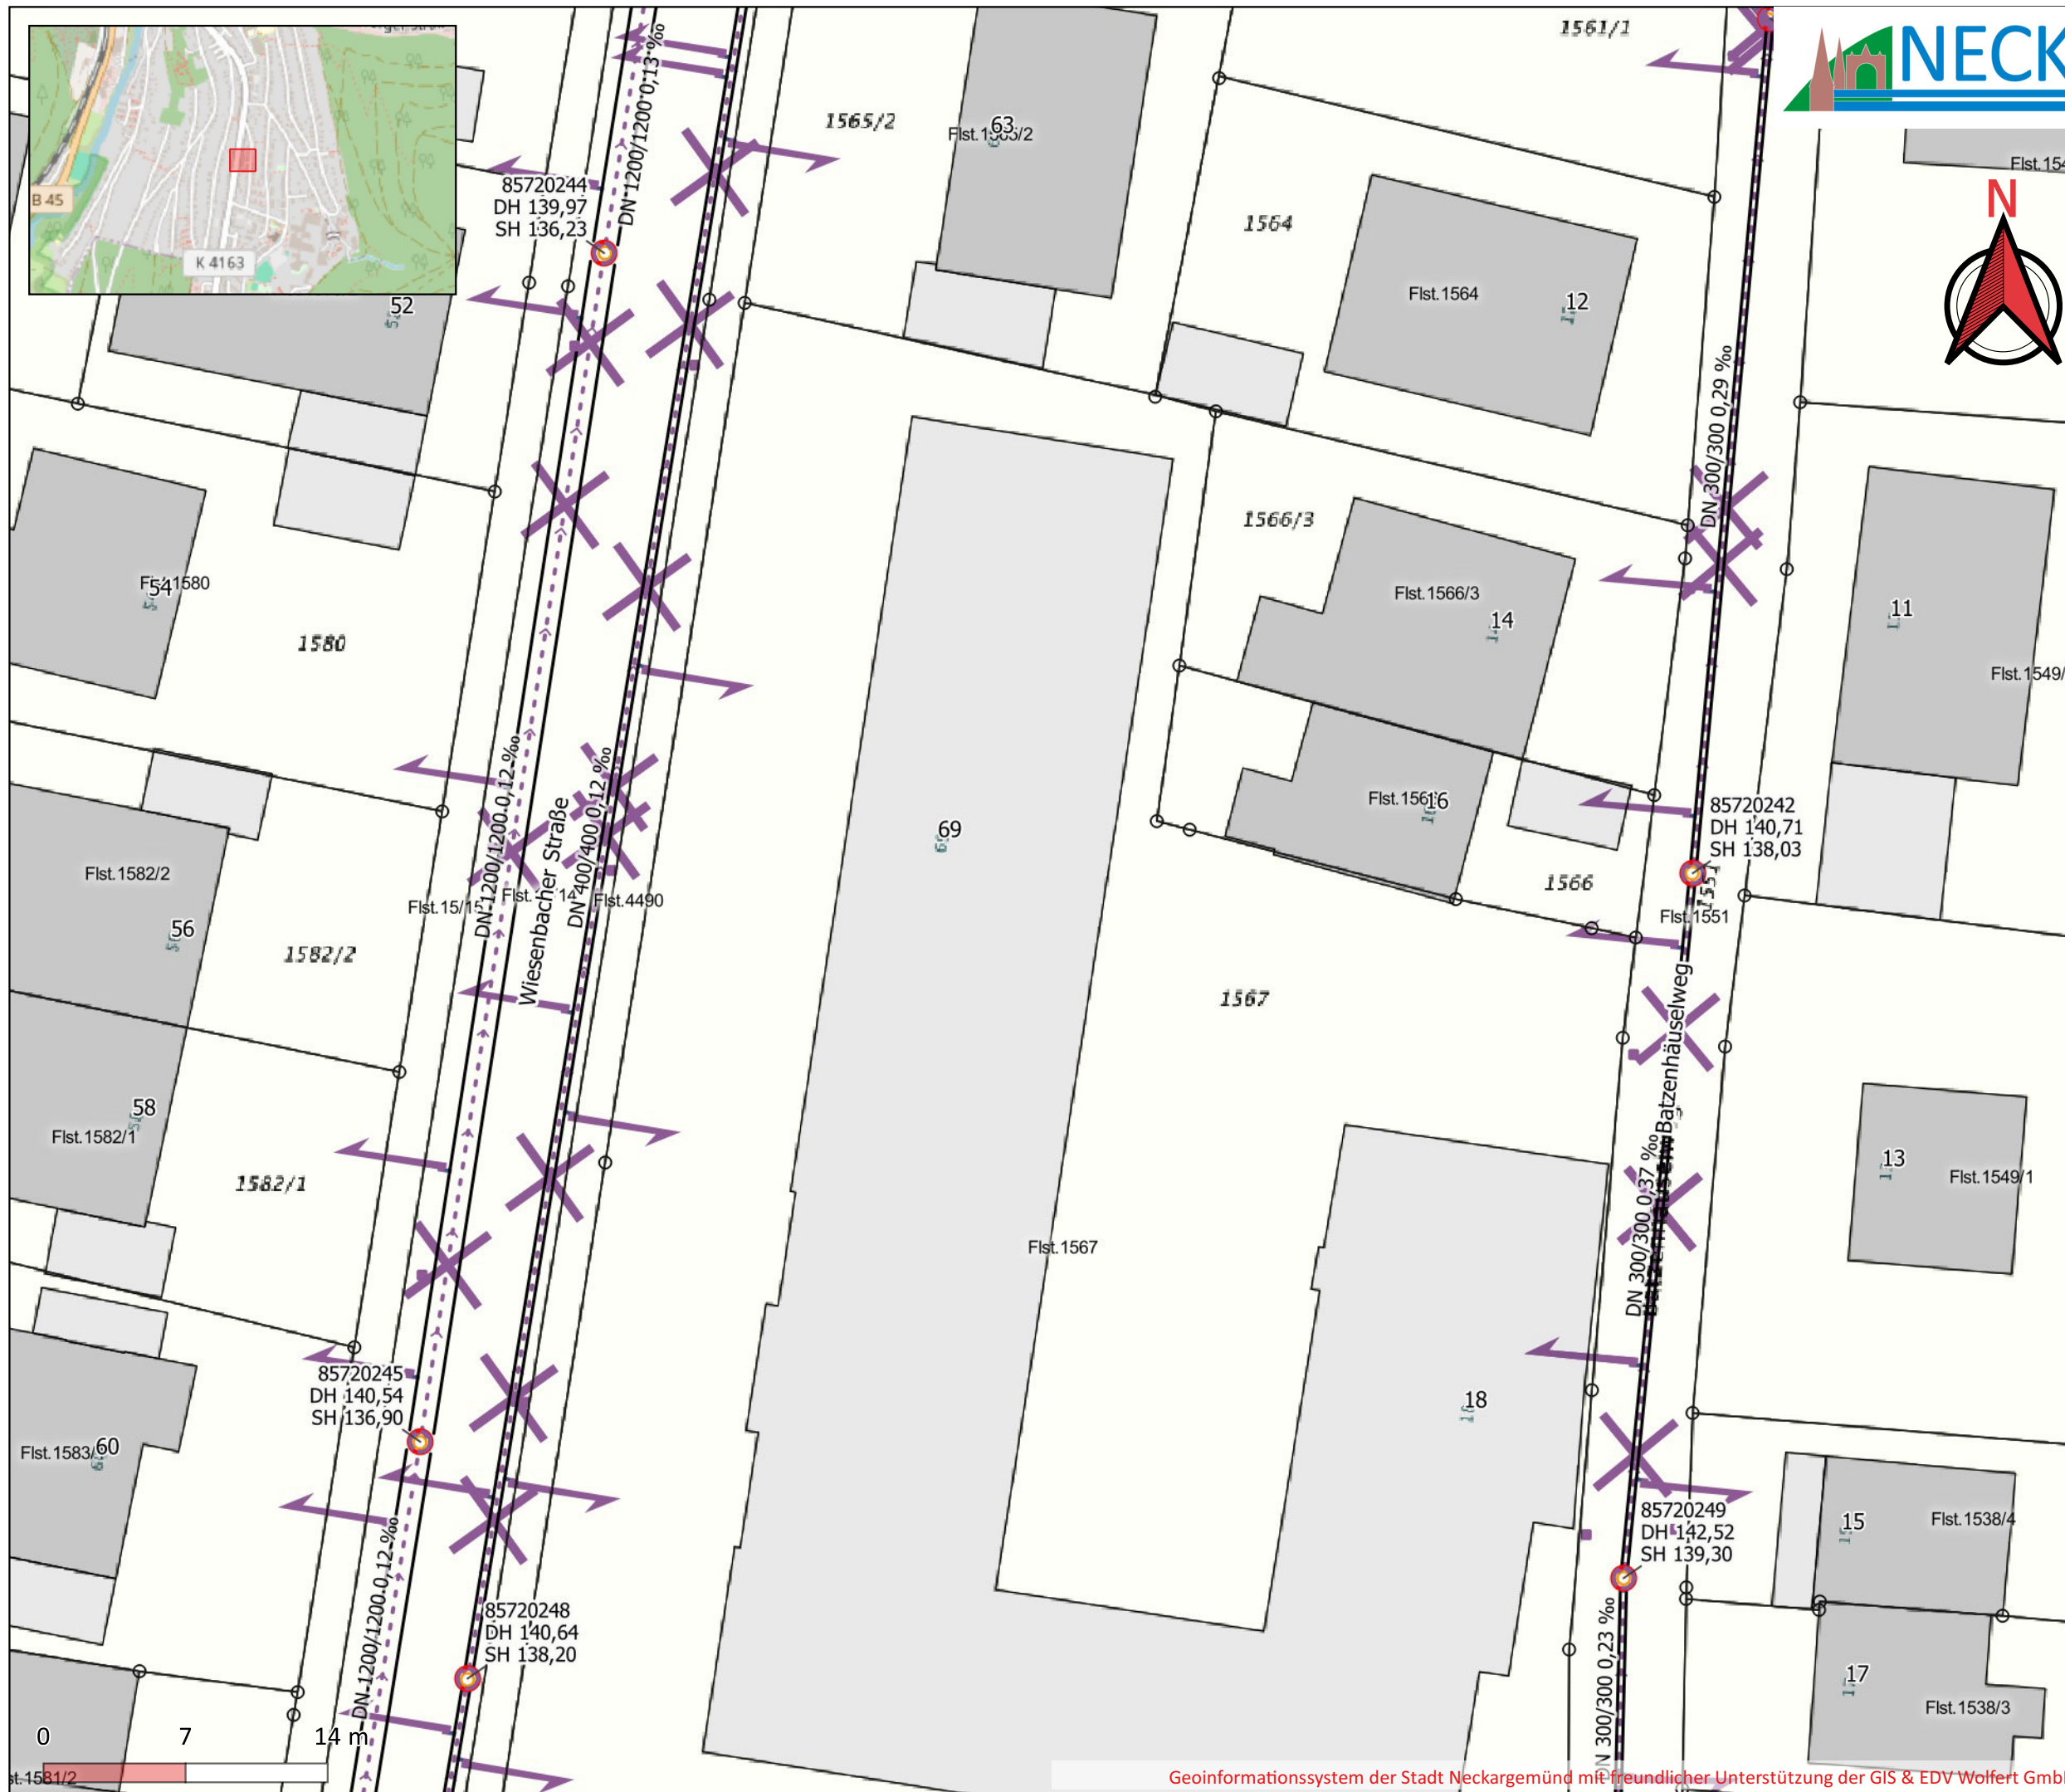 1561/1
NECK
B 45
K 4163
DN 1200/1200 0,13 ‰
1565/2
63
85720244
DH 139,97
SH 136,23
Flst.154
N
1564
Flst.1564
12
52
DN 300/300 0,29 ‰
1566/3
Flst.1566/3
14
11
Flst.1549/
54
1580
DN 1200/1200 0,12 ‰
Wiesenbacher Straße
DN 400/400 0,12 ‰
69
16
85720242
DH 140,71
SH 138,03
1566
Flst.1551
1551
Flst.1582/2
56
1582/2
Flst.15/15
Flst.4490
1567
Batzenhäuselweg
58
Flst.1582/1
1582/1
DN 300/300 0,37 ‰
13
Flst.1549/1
Flst.1567
85720245
DH 140,54
SH 136,90
18
Flst.1583/
60
85720249
DH 142,52
SH 139,30
15
Flst.1538/4
DN 1200/1200 0,12 ‰
85720248
DH 140,64
SH 138,20
DN 300/300 0,23 ‰
17
Flst.1538/3
0 7 14 m
st.1581/2
Geoinformationssystem der Stadt Neckargemünd mit freundlicher Unterstützung der GIS & EDV Wolfert Gmb